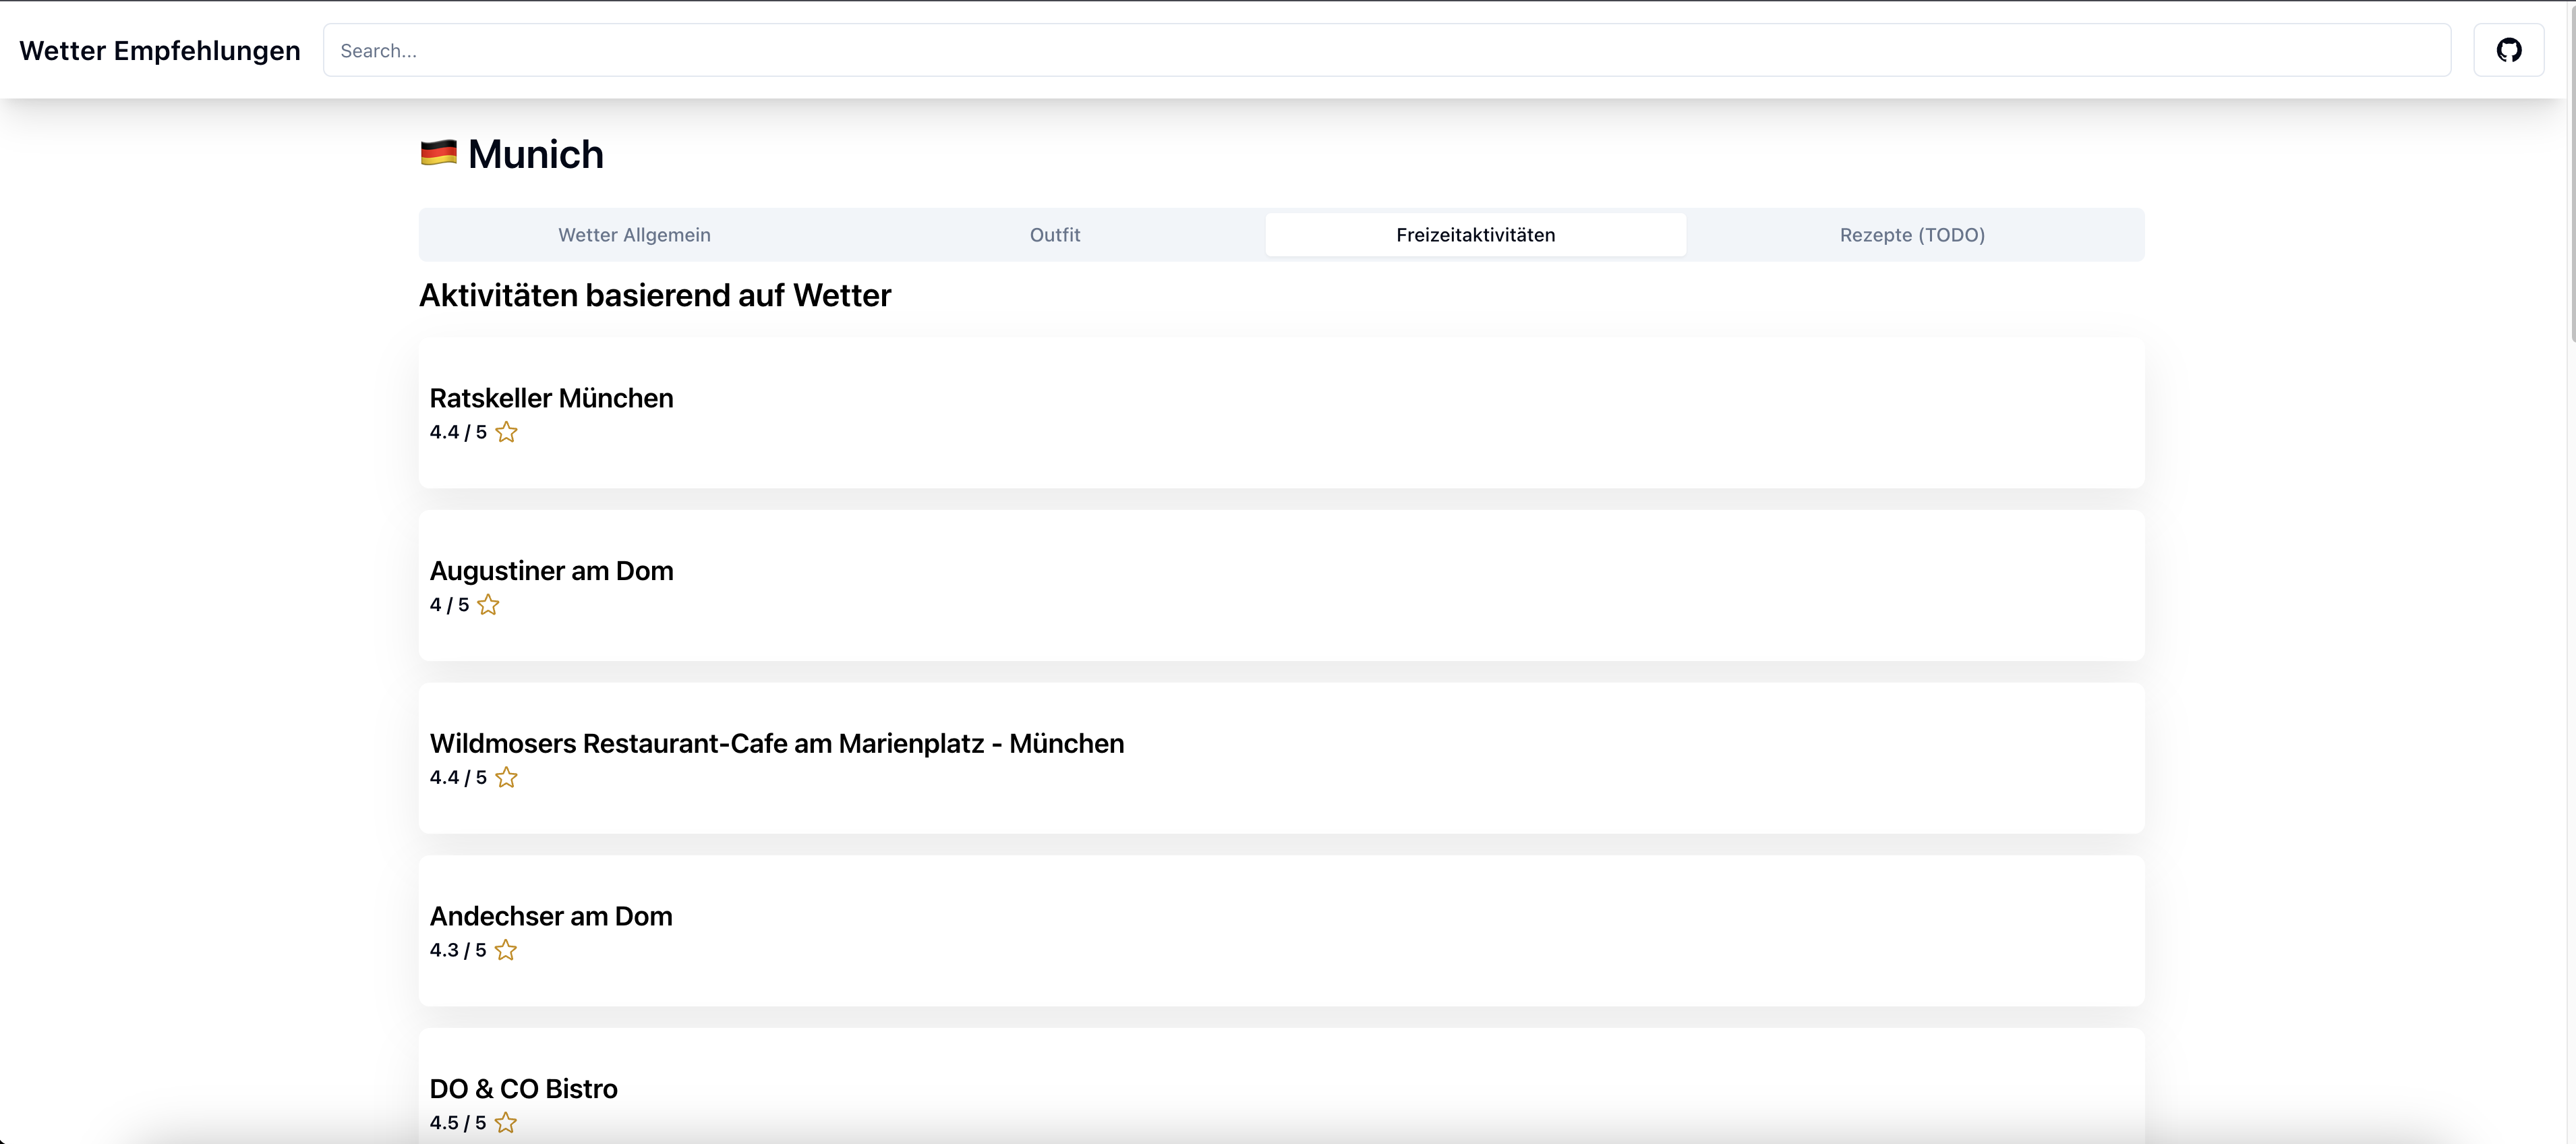 Wetter Empfehlungen
Search...
🇩🇪 Munich
Wetter Allgemein
Outfit
Freizeitaktivitäten
Rezepte (TODO)
Aktivitäten basierend auf Wetter
Ratskeller München
4.4 / 5
Augustiner am Dom
4 / 5
Wildmosers Restaurant-Cafe am Marienplatz - München
4.4 / 5
Andechser am Dom
4.3 / 5
DO & CO Bistro
4.5 / 5